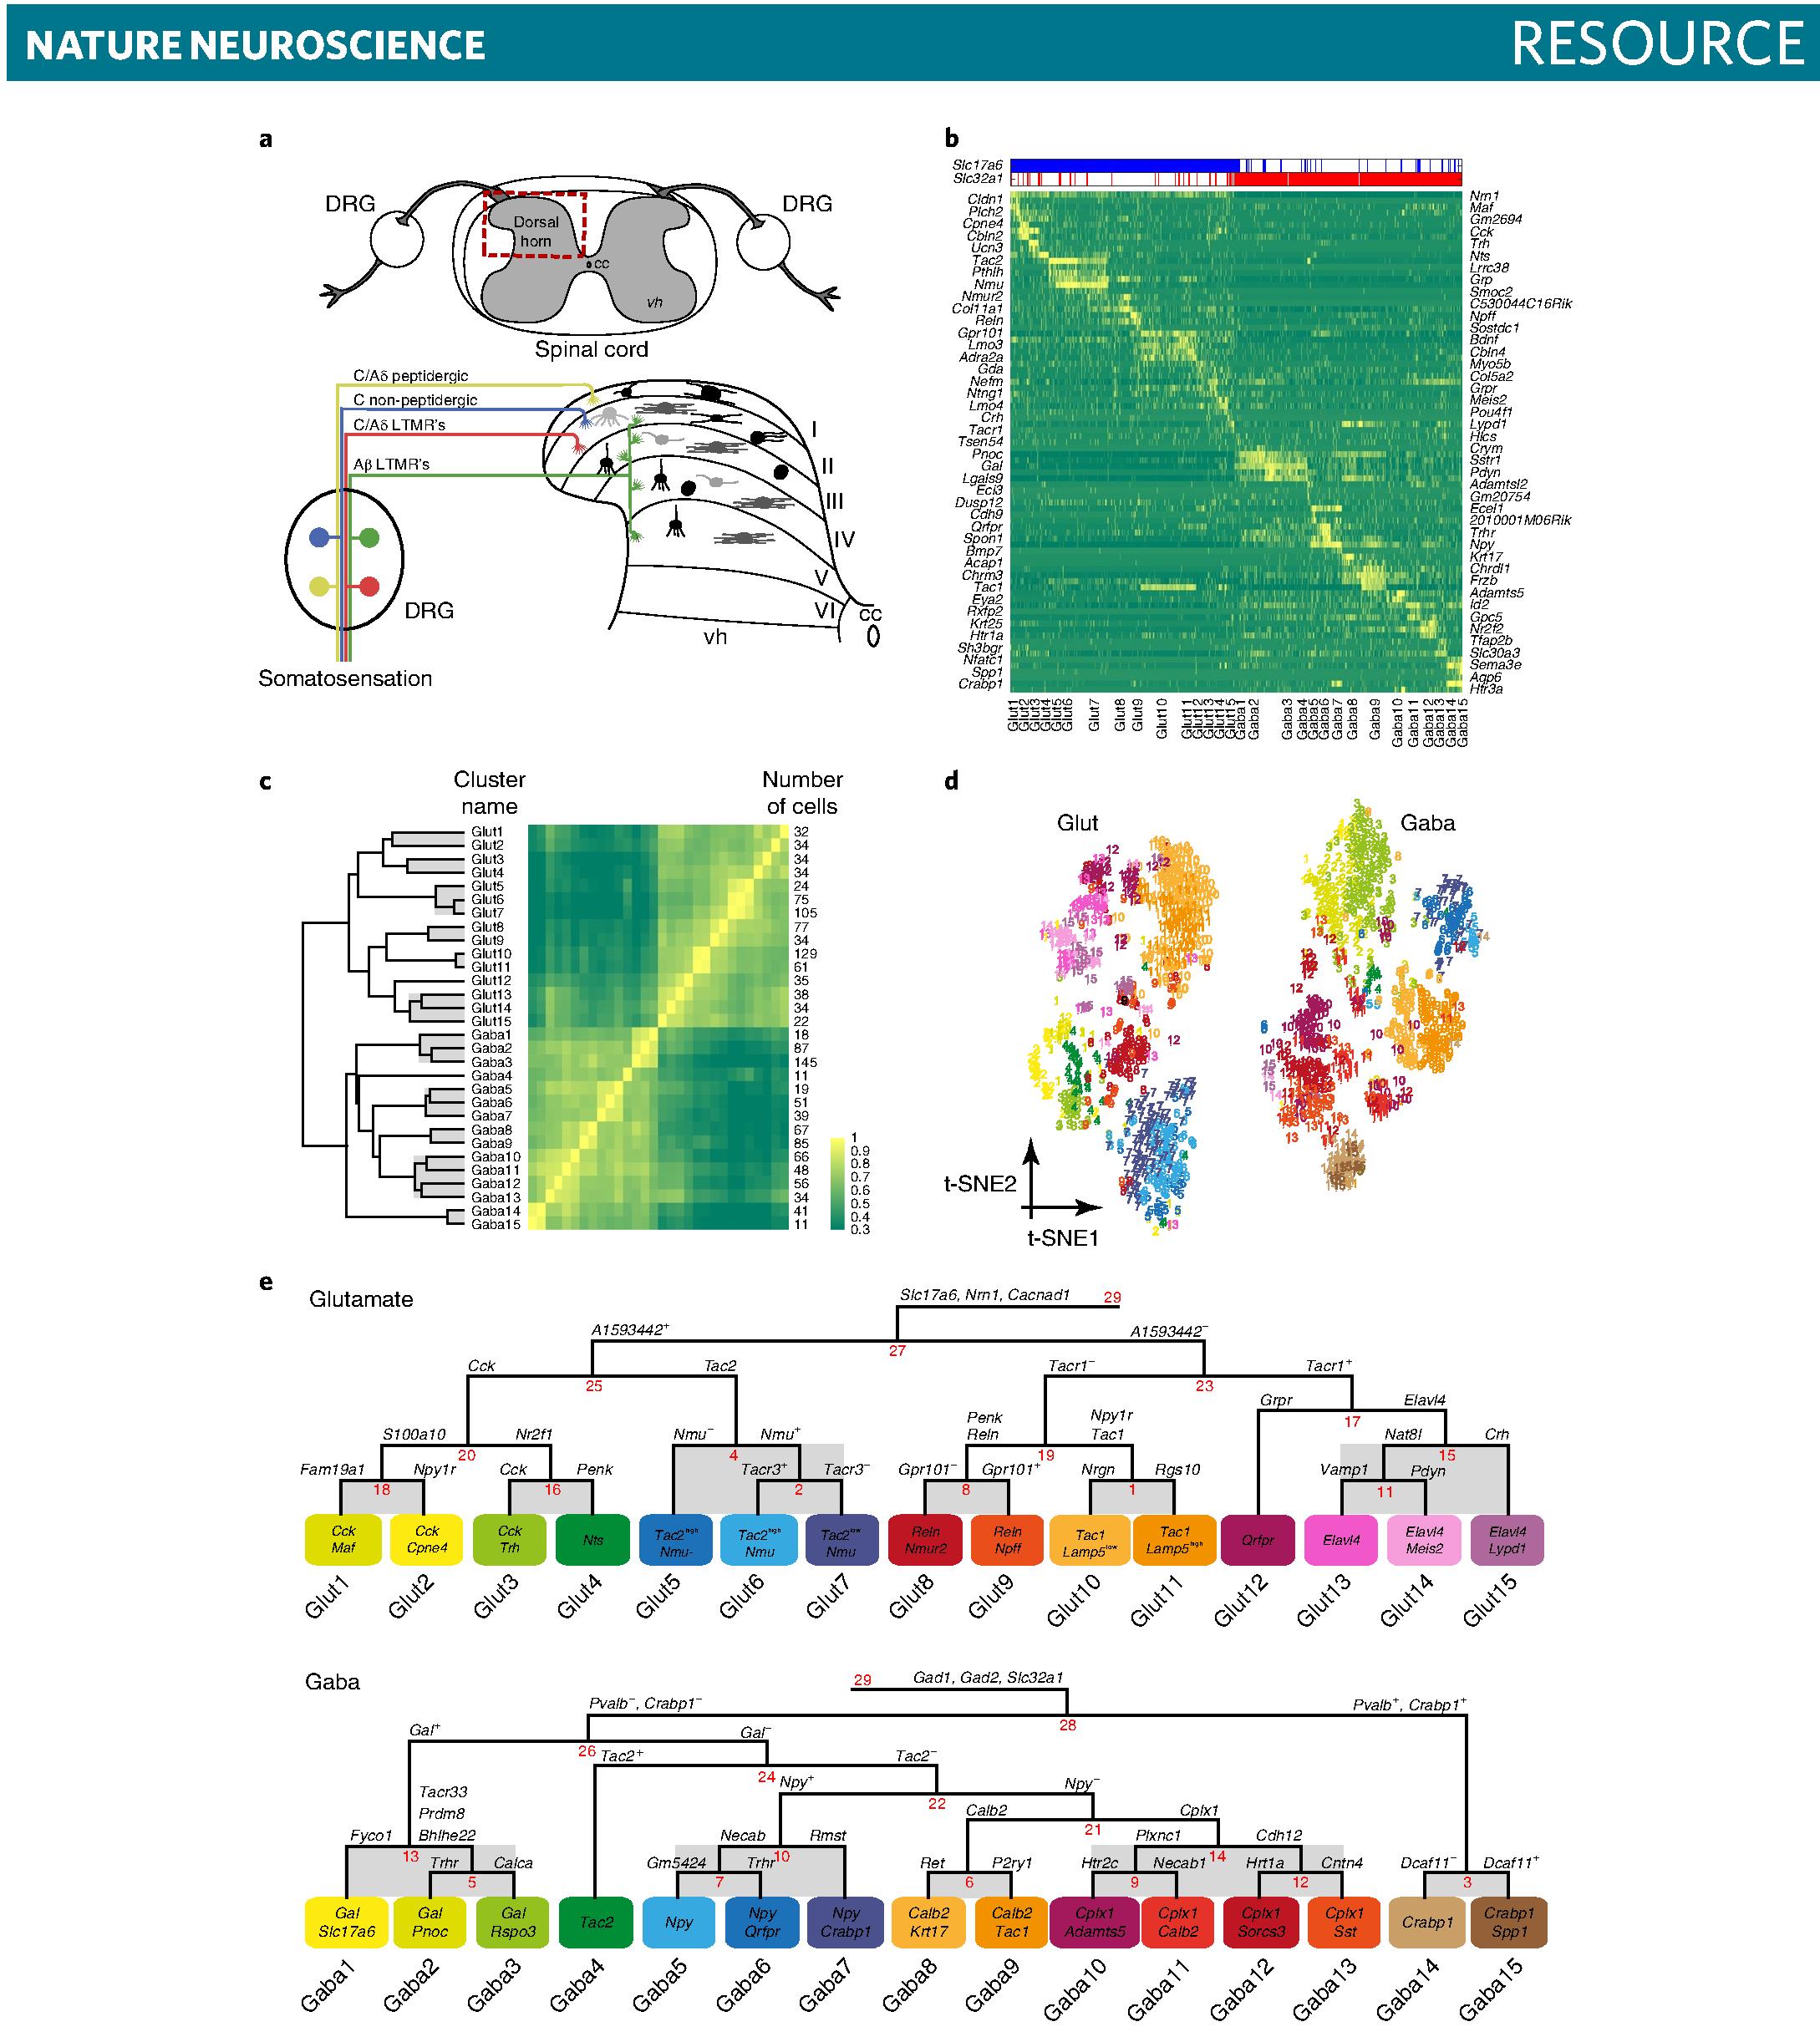 NATURE NEUROSCIENCE
RESOURCE
a
DRG
Dorsal
horn
cc
vh
DRG
Spinal cord
C/Aδ peptidergic
C non-peptidergic
C/Aδ LTMR's
Aβ LTMR's
I
II
III
IV
V
VI
cc
vh
DRG
Somatosensation
b
Slc17a6
Slc32a1
Cldn1
Plch2
Cpne4
Cbln2
Ucn3
Tac2
Pthlh
Nmu
Nmur2
Col11a1
Reln
Gpr101
Lmo3
Adra2a
Gda
Nefm
Ntng1
Lmo4
Crh
Tacr1
Tsen54
Pnoc
Gal
Lgals9
Eci3
Dusp12
Cdh9
Qrfpr
Spon1
Bmp7
Acap1
Chrm3
Tac1
Eya2
Rxfp2
Krt25
Htr1a
Sh3bgr
Nfatc1
Spp1
Crabp1
Nrn1
Maf
Gm2694
Cck
Trh
Nts
Lrrc38
Grp
Smoc2
C530044C16Rik
Npff
Sostdc1
Bdnf
Cbln4
Myo5b
Col5a2
Grpr
Meis2
Pou4f1
Lypd1
Hlcs
Crym
Sstr1
Pdyn
Adamtsl2
Gm20754
Ecel1
2010001M06Rik
Trhr
Npy
Krt17
Chrdl1
Frzb
Adamts5
Id2
Gpc5
Nr2f2
Tfap2b
Slc30a3
Sema3e
Aqp6
Htr3a
Glut1 Glut2 Glut3 Glut4 Glut5 Glut6 Glut7 Glut8 Glut9 Glut10 Glut11 Glut12 Glut13 Glut14 Glut15 Gaba1 Gaba2 Gaba3 Gaba4 Gaba5 Gaba6 Gaba7 Gaba8 Gaba9 Gaba10 Gaba11 Gaba12 Gaba13 Gaba14 Gaba15
c
Cluster
name
Number
of cells
Glut1 32
Glut2 34
Glut3 34
Glut4 34
Glut5 24
Glut6 75
Glut7 105
Glut8 77
Glut9 34
Glut10 129
Glut11 61
Glut12 35
Glut13 38
Glut14 34
Glut15 22
Gaba1 18
Gaba2 87
Gaba3 145
Gaba4 11
Gaba5 19
Gaba6 51
Gaba7 39
Gaba8 67
Gaba9 85
Gaba10 66
Gaba11 48
Gaba12 56
Gaba13 34
Gaba14 41
Gaba15 11
1
0.9
0.8
0.7
0.6
0.5
0.4
0.3
d
Glut
Gaba
t-SNE2
t-SNE1
e
Glutamate
Slc17a6, Nrn1, Cacnad1 29
A1593442+ A1593442−
27
Cck Tac2 Tacr1− Tacr1+
25 23
Grpr Elavl4
17
Penk Npy1r
S100a10 Nr2f1 Nmu− Nmu+ Reln Tac1 Nat8l Crh
20 4 19 15
Fam19a1 Npy1r Cck Penk Tacr3+ Tacr3− Gpr101− Gpr101+ Nrgn Rgs10 Vamp1 Pdyn
18 16 2 8 1 11
Cck Cck Cck Nts Tac2high Tac2high Tac2low Reln Reln Tac1 Tac1 Qrfpr Elavl4 Elavl4 Elavl4
Maf Cpne4 Trh Nmu- Nmu Nmu Nmur2 Npff Lamp5low Lamp5high Meis2 Lypd1
Glut1 Glut2 Glut3 Glut4 Glut5 Glut6 Glut7 Glut8 Glut9 Glut10 Glut11 Glut12 Glut13 Glut14 Glut15
Gaba
29 Gad1, Gad2, Slc32a1
Pvalb−, Crabp1− Pvalb+, Crabp1+
28
Gal+ Gal−
26 Tac2+ Tac2−
24 Npy+ Npy−
22
Tacr33
Prdm8 Calb2 Cplx1
21
Fyco1 Bhlhe22 Necab Rmst Plxnc1 Cdh12
13 10 14
Trhr Calca Gm5424 Trhr Ret P2ry1 Htr2c Necab1 Hrt1a Cntn4 Dcaf11− Dcaf11+
5 7 6 9 12 3
Gal Gal Gal Tac2 Npy Npy Npy Calb2 Calb2 Cplx1 Cplx1 Cplx1 Cplx1 Crabp1 Crabp1
Slc17a6 Pnoc Rspo3 Qrfpr Crabp1 Krt17 Tac1 Adamts5 Calb2 Sorcs3 Sst Spp1
Gaba1 Gaba2 Gaba3 Gaba4 Gaba5 Gaba6 Gaba7 Gaba8 Gaba9 Gaba10 Gaba11 Gaba12 Gaba13 Gaba14 Gaba15